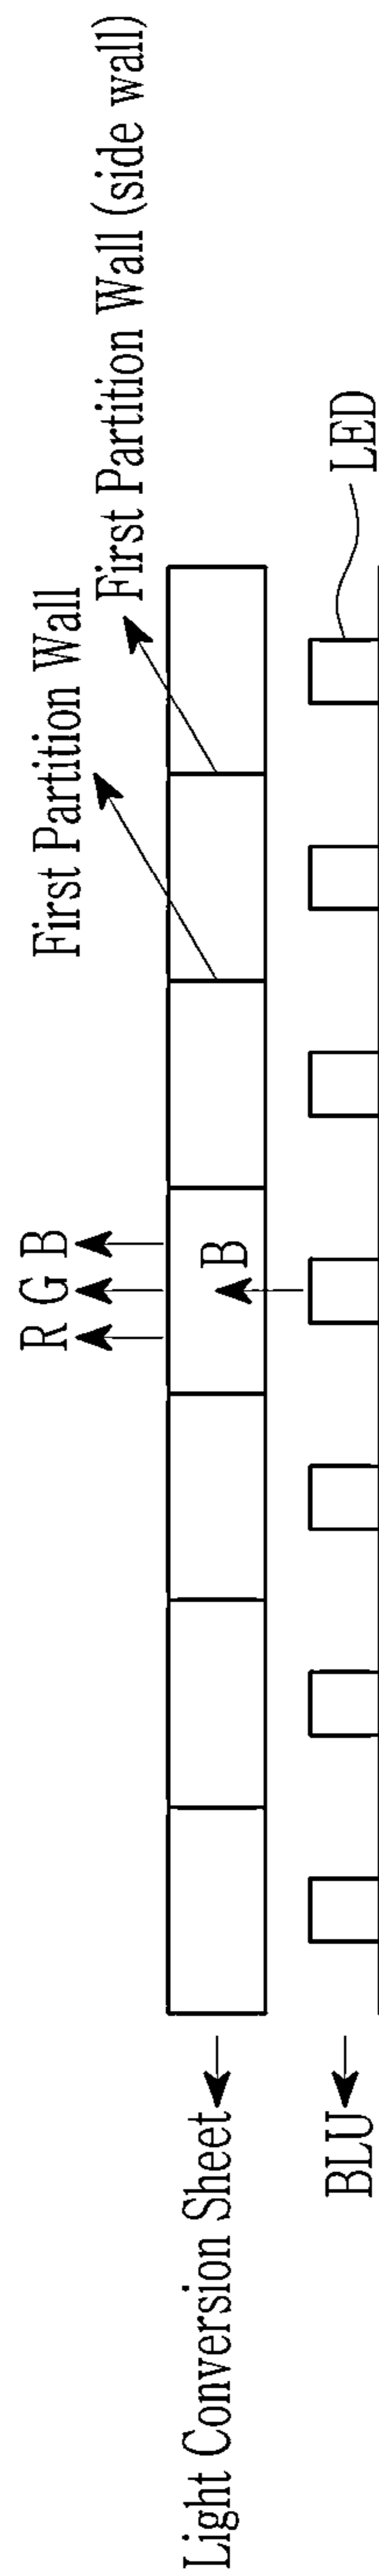 First Partition Wall
First Partition Wall (side wall)
R G B
B
LED
Light Conversion Sheet
BLU